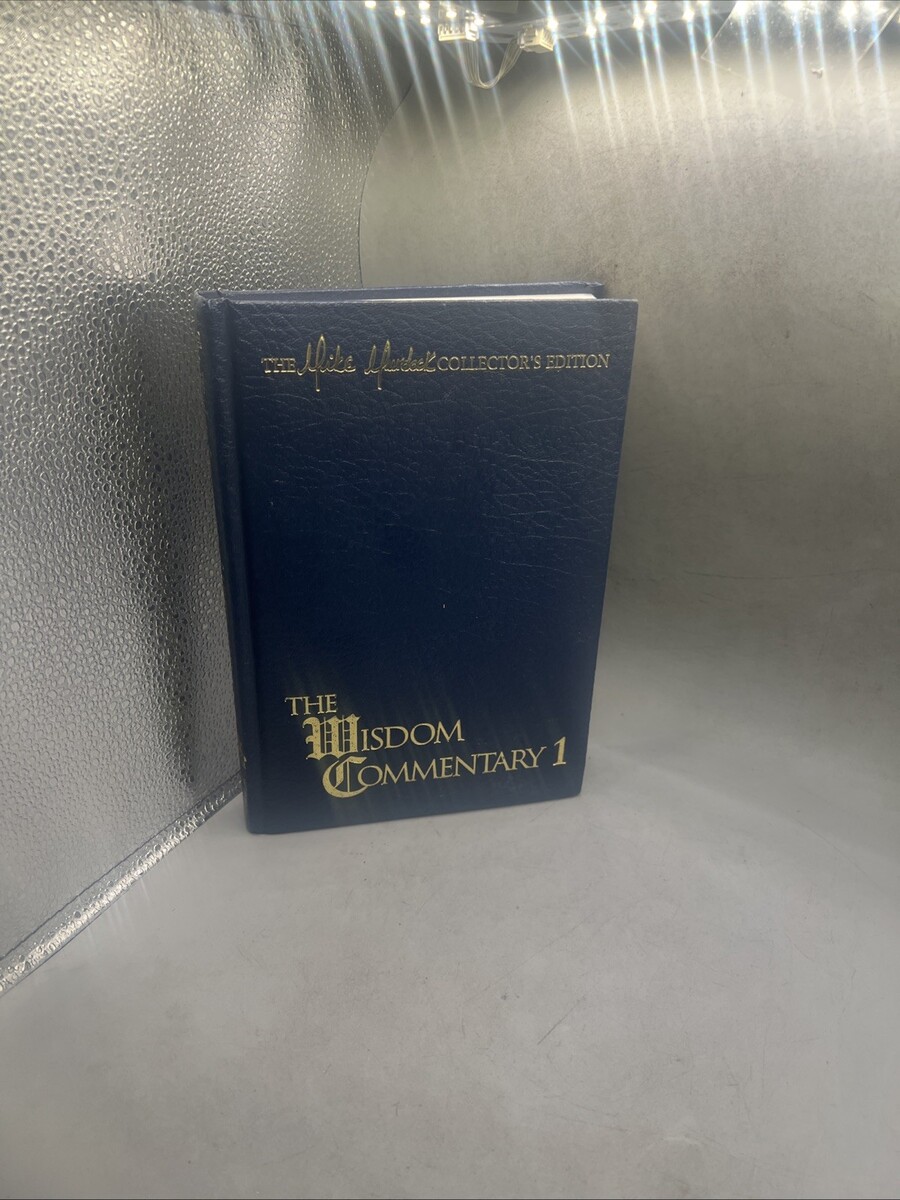 THE Mike Murdock COLLECTOR'S EDITION
THE
WISDOM
COMMENTARY 1